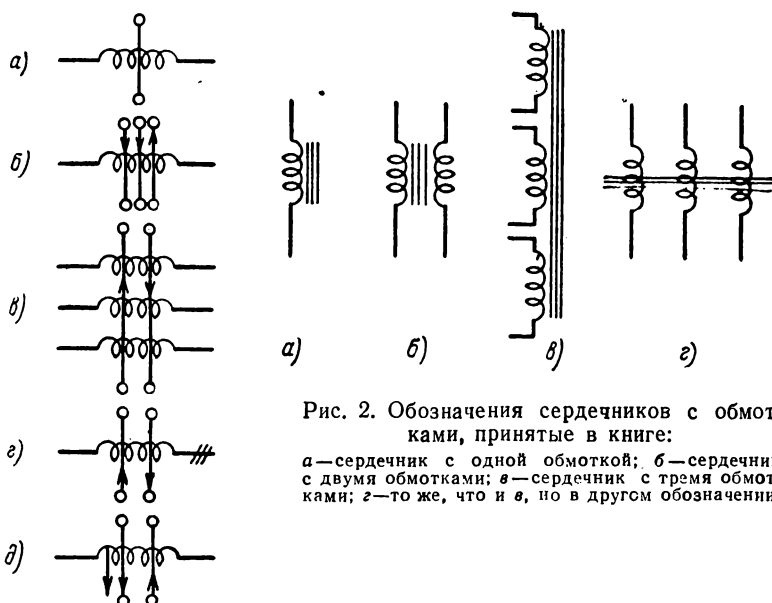 а)
б)
в)
г)
д)
а)
б)
в)
г)
Рис. 2. Обозначения сердечников с обмот
ками, принятые в книге:
а—сердечник с одной обмоткой; б—сердечни
с двумя обмотками; в—сердечник с тремя обмот
ками; г—то же, что и в, но в другом обозначении